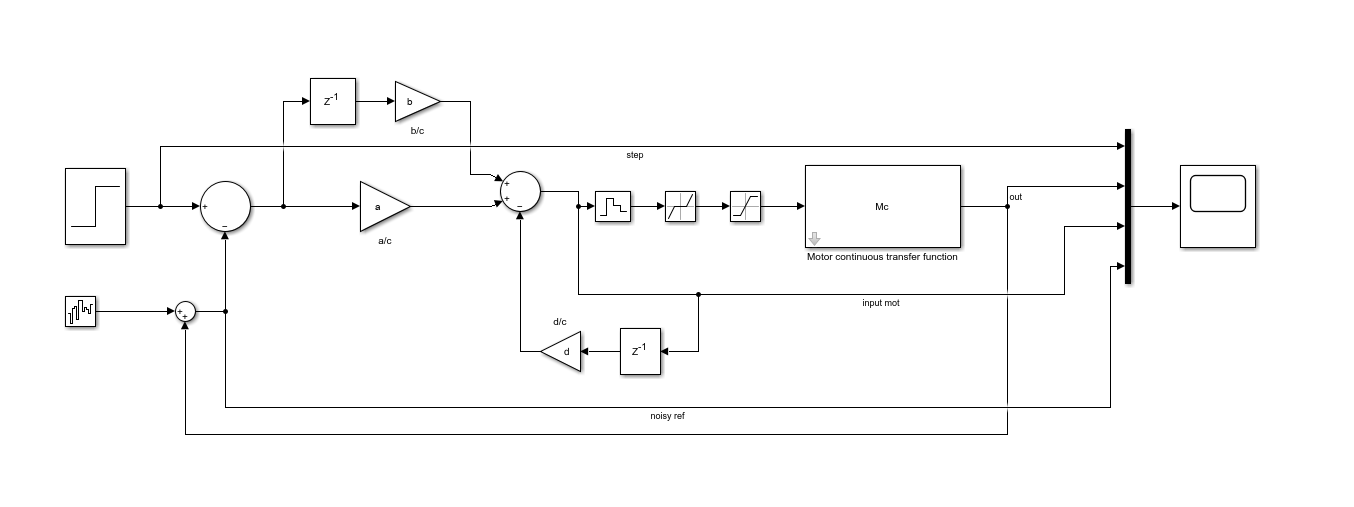 z-1
b
b/c
step
+
−
a
a/c
+
+
−
Mc
out
Motor continuous transfer function
input mot
+
+
d/c
d
z-1
noisy ref